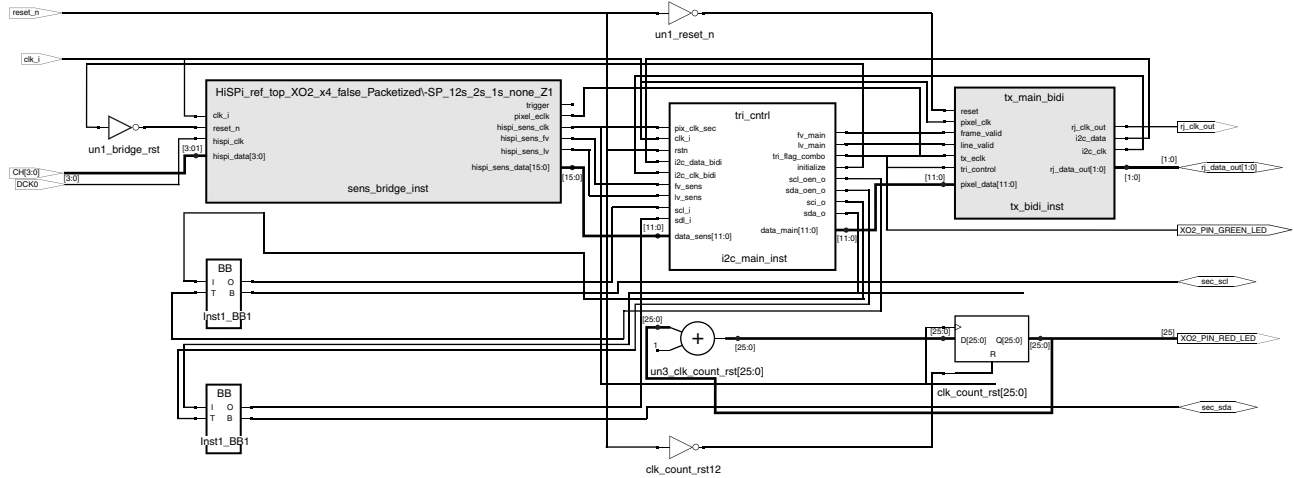 reset_n
un1_reset_n
clk_i
HiSPi_ref_top_XO2_x4_false_Packetized\-SP_12s_2s_1s_none_Z1
trigger
pixel_eclk
clk_i
reset_n
hispi_sens_clk
hispi_clk
hispi_sens_fv
[3:01]
hispi_data[3:0]
hispi_sens_lv
hispi_sens_data[15:0]
[15:0]
sens_bridge_inst
un1_bridge_rst
CH[3:0]
[3:0]
DCK0
tri_cntrl
pix_clk_sec
clk_i
rstn
i2c_data_bidi
i2c_clk_bidi
fv_sens
lv_sens
scl_i
sdl_i
[11:0]
data_sens[11:0]
fv_main
lv_main
tri_flag_combo
initialize
scl_oen_o
sda_oen_o
sci_o
sda_o
data_main[11:0]
[11:0]
i2c_main_inst
tx_main_bidi
reset
pixel_clk
frame_valid
line_valid
tx_eclk
tri_control
[11:0]
pixel_data[11:0]
rj_clk_out
i2c_data
i2c_clk
rj_data_out[1:0]
tx_bidi_inst
rj_clk_out
[1:0]
[1:0]
rj_data_out[1:0]
XO2_PIN_GREEN_LED
BB
I O
T B
Inst1_BB1
sec_scl
[25:0]
1
+
[25:0]
un3_clk_count_rst[25:0]
[25:0]
D[25:0] Q[25:0]
R
[25:0]
clk_count_rst[25:0]
[25]
XO2_PIN_RED_LED
BB
I O
T B
Inst1_BB1
sec_sda
clk_count_rst12